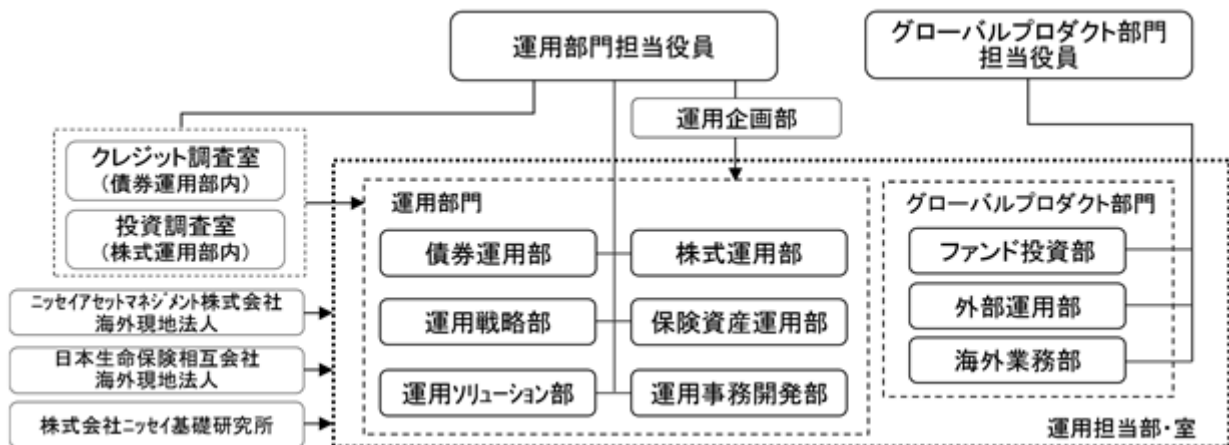 運用部門担当役員
グローバルプロダクト部門
担当役員
運用企画部
クレジット調査室
（債券運用部内）
投資調査室
（株式運用部内）
運用部門
グローバルプロダクト部門
債券運用部
株式運用部
ファンド投資部
運用戦略部
保険資産運用部
外部運用部
運用ソリューション部
運用事務開発部
海外業務部
ニッセイアセットマネジメント株式会社
海外現地法人
日本生命保険相互会社
海外現地法人
株式会社ニッセイ基礎研究所
運用担当部・室